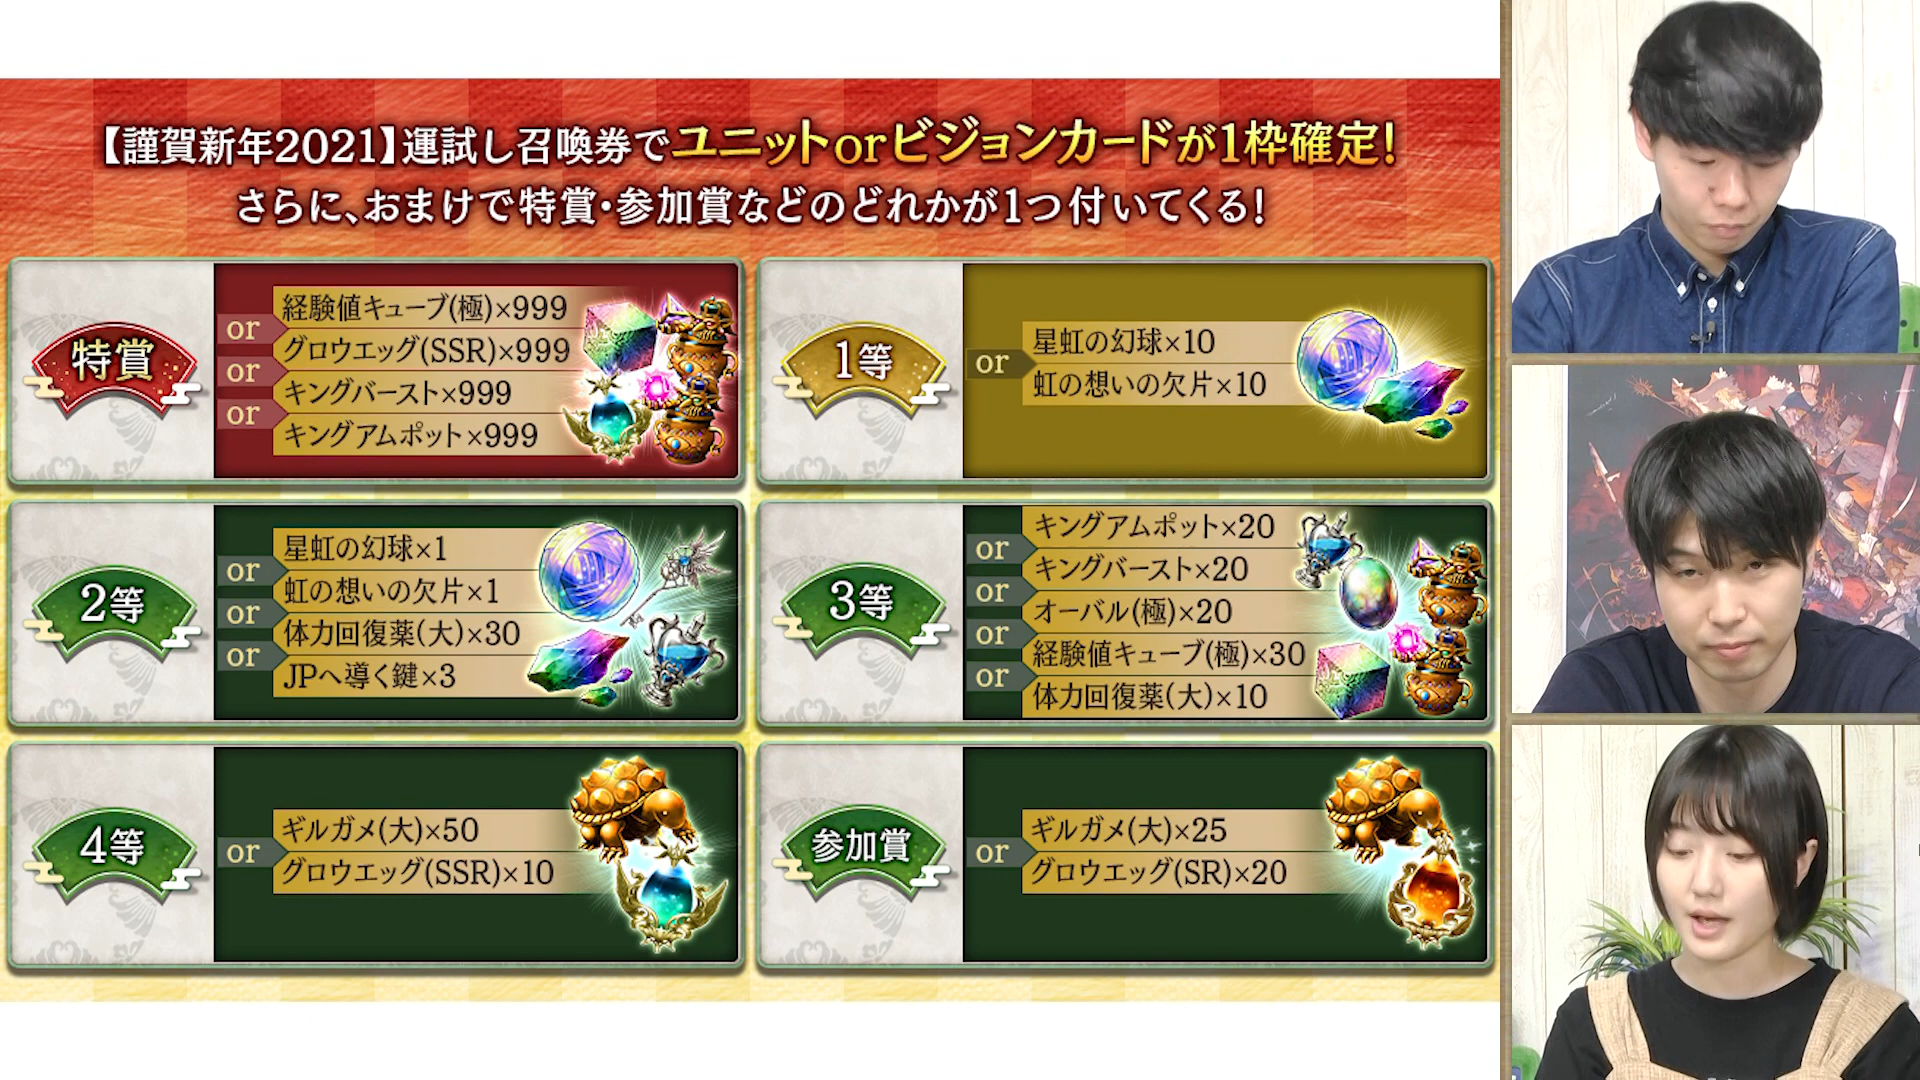 【謹賀新年2021】運試し召喚券でユニットorビジョンカードが1枠確定!
さらに、おまけで特賞・参加賞などのどれかが1つ付いてくる!
特賞
経験値キューブ(極)×999
or
グロウエッグ(SSR)×999
or
キングバースト×999
or
キングアムポット×999
1等
星虹の幻球×10
or
虹の想いの欠片×10
2等
星虹の幻球×1
or
虹の想いの欠片×1
or
体力回復薬(大)×30
or
JPへ導く鍵×3
3等
キングアムポット×20
or
キングバースト×20
or
オーバル(極)×20
or
経験値キューブ(極)×30
or
体力回復薬(大)×10
4等
ギルガメ(大)×50
or
グロウエッグ(SSR)×10
参加賞
ギルガメ(大)×25
or
グロウエッグ(SR)×20